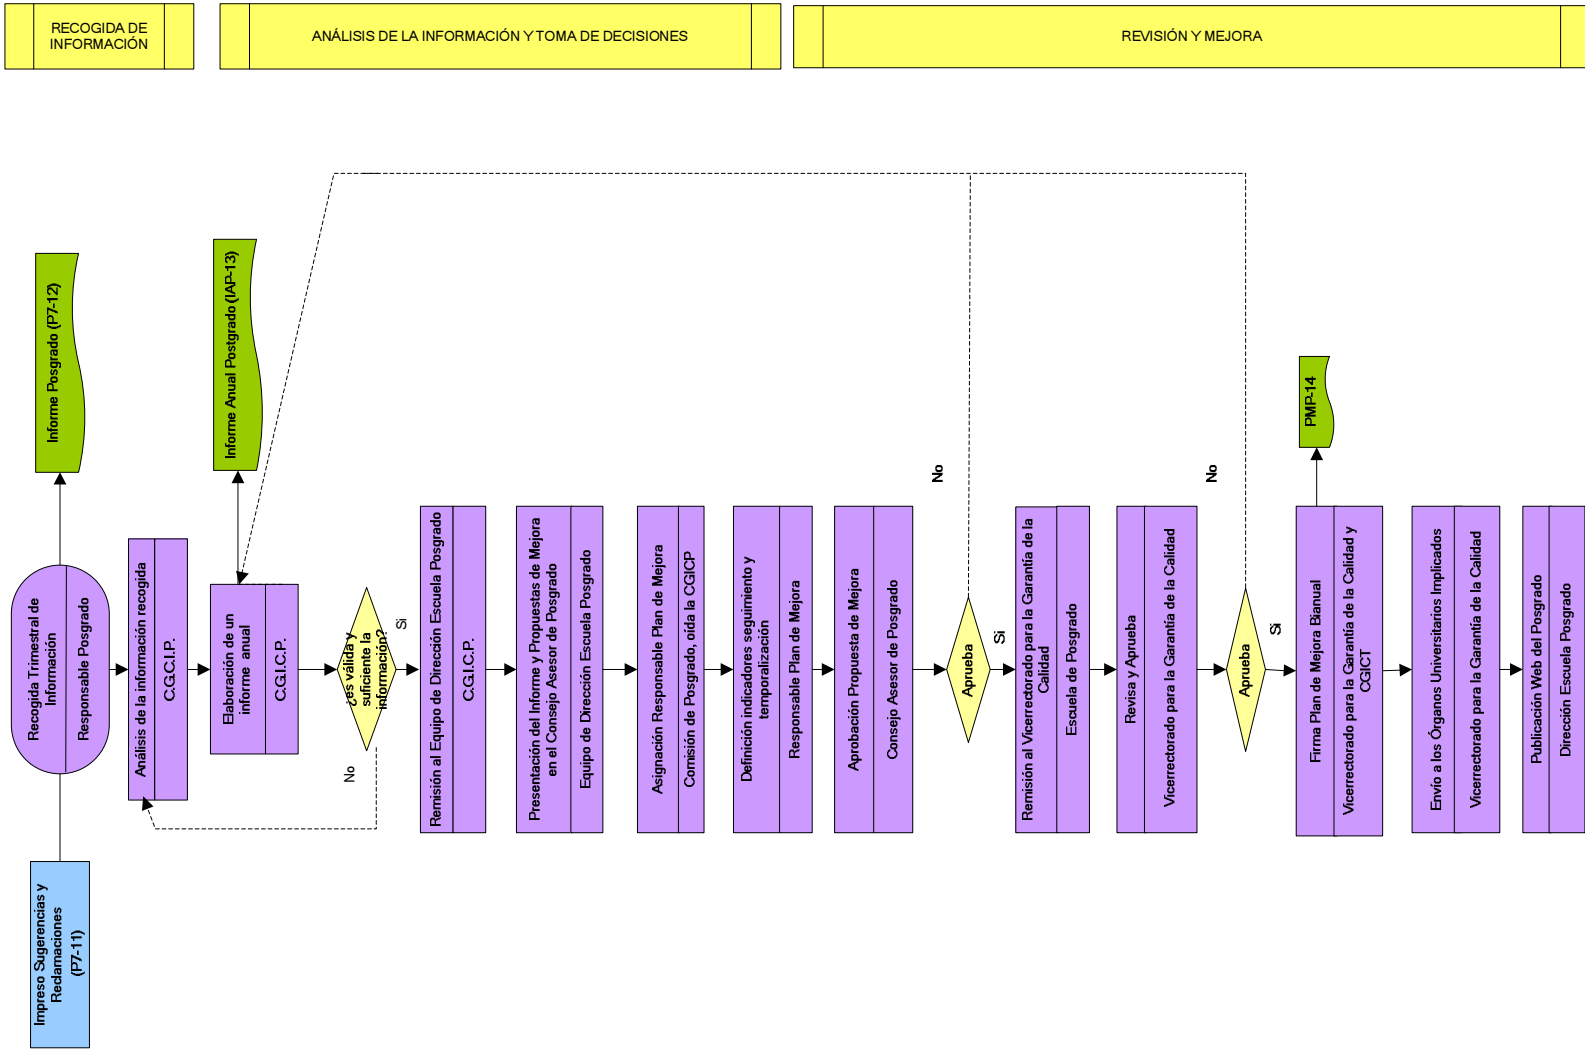 RECOGIDA DE
INFORMACIÓN
ANÁLISIS DE LA INFORMACIÓN Y TOMA DE DECISIONES
REVISIÓN Y MEJORA
Impreso Sugerencias y
Reclamaciones
(P7-11)
Recogida Trimestral de
Información
Responsable Posgrado
Informe Posgrado (P7-12)
Análisis de la información recogida
C.G.C.I.P.
Elaboración de un
informe anual
C.G.I.C.P.
Informe Anual Postgrado (IAP-13)
¿es válida y
suficiente la
información?
No
Si
Remisión al Equipo de Dirección Escuela Posgrado
C.G.I.C.P.
Presentación del Informe y Propuestas de Mejora
en el Consejo Asesor de Posgrado
Equipo de Dirección Escuela Posgrado
Asignación Responsable Plan de Mejora
Comisión de Posgrado, oída la CGICP
Definición indicadores seguimiento y
temporalización
Responsable Plan de Mejora
Aprobación Propuesta de Mejora
Consejo Asesor de Posgrado
Aprueba
No
Si
Remisión al Vicerrectorado para la Garantía de la
Calidad
Escuela de Posgrado
Revisa y Aprueba
Vicerrectorado para la Garantía de la Calidad
Aprueba
No
Si
Firma Plan de Mejora Bianual
Vicerrectorado para la Garantía de la Calidad y
CGICT
PMP-14
Envío a los Órganos Universitarios Implicados
Vicerrectorado para la Garantía de la Calidad
Publicación Web del Posgrado
Dirección Escuela Posgrado